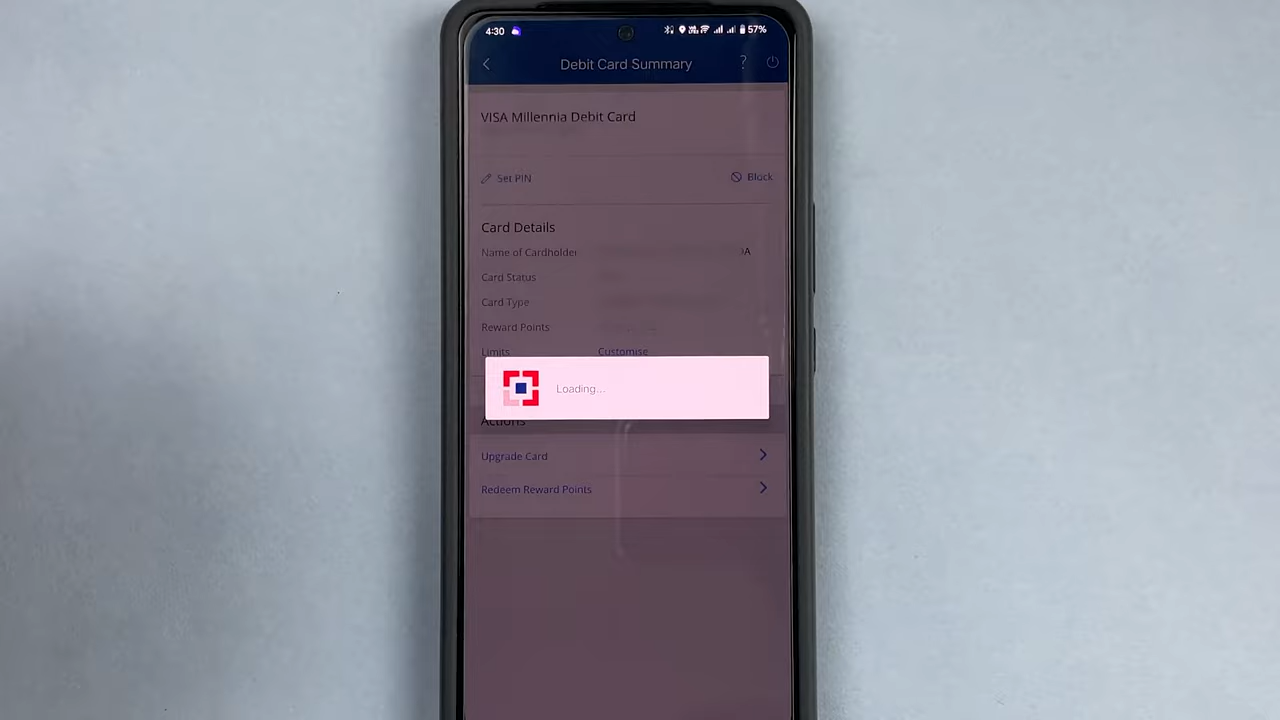 4:30 57%
Debit Card Summary ?
VISA Millennia Debit Card
Set PIN Block
Card Details
Name of Cardholder A
Card Status
Card Type
Reward Points
Limits Customise
Loading...
Actions
Upgrade Card
Redeem Reward Points